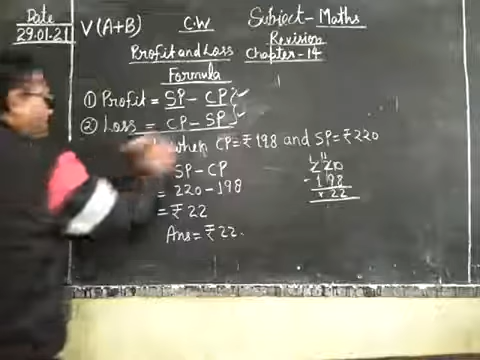 Date
29.01.21
V (A+B)
C.W
Subject - Maths
Revision
Profit and Loss Chapter - 14
Formula
① Profit = SP - CP
② Loss = CP - SP
when CP = ₹198 and SP = ₹220
SP - CP
= 220 - 198
= ₹22
Ans = ₹22.
220
- 198
× 22